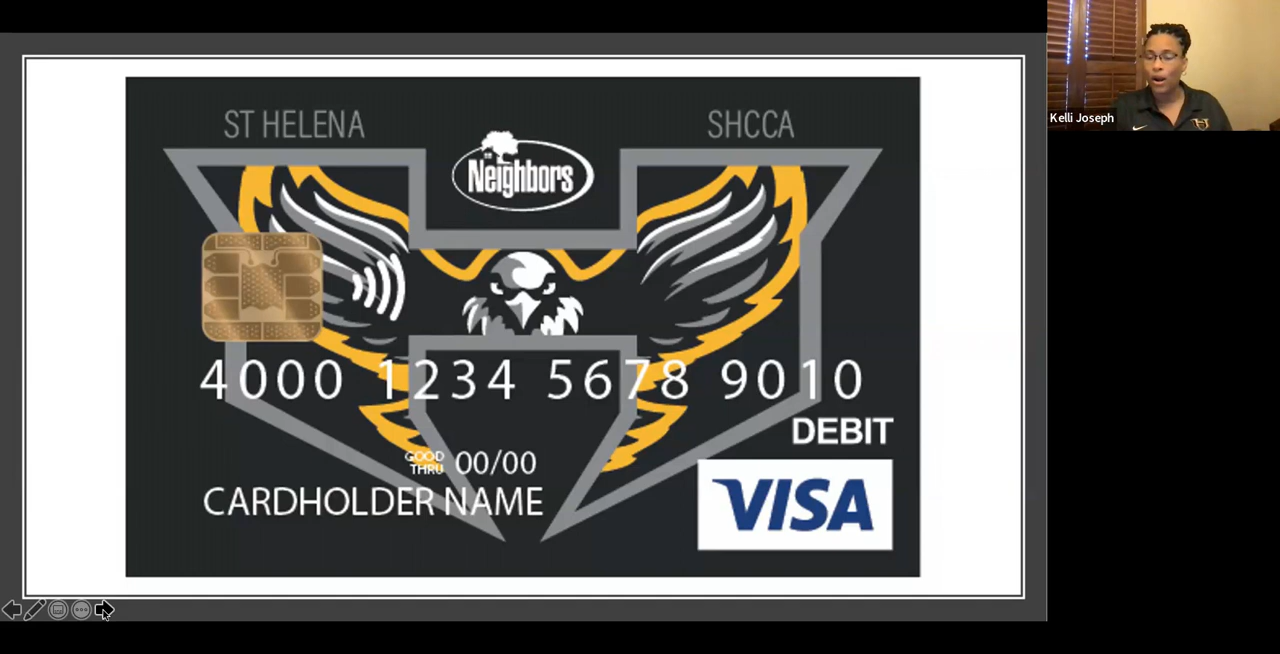 ST HELENA
SHCCA
Neighbors
4000 1234 5678 9010
DEBIT
GOOD
THRU
00/00
CARDHOLDER NAME
VISA
Kelli Joseph